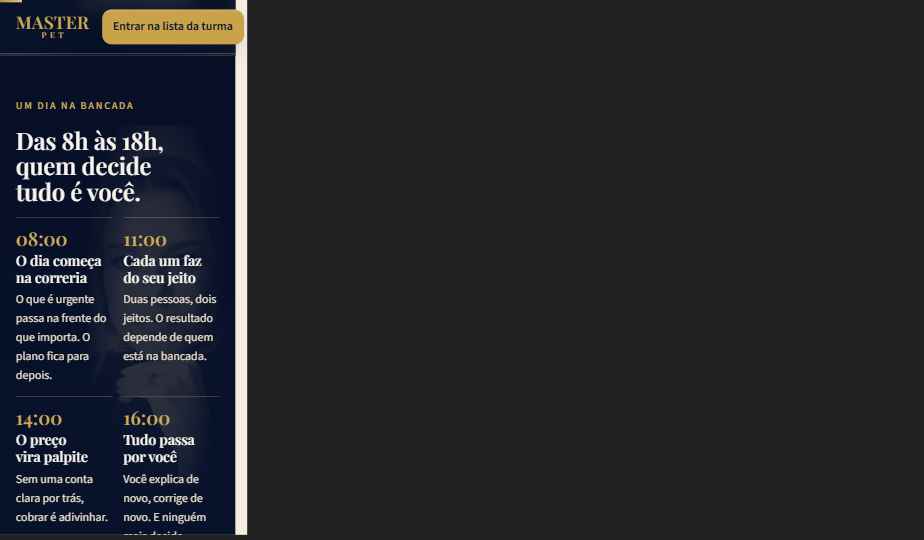 MASTER
PET
Entrar na lista da turma
UM DIA NA BANCADA
Das 8h às 18h,
quem decide
tudo é você.
08:00
O dia começa
na correria
O que é urgente
passa na frente do
que importa. O
plano fica para
depois.
11:00
Cada um faz
do seu jeito
Duas pessoas, dois
jeitos. O resultado
depende de quem
está na bancada.
14:00
O preço
vira palpite
Sem uma conta
clara por trás,
cobrar é adivinhar.
16:00
Tudo passa
por você
Você explica de
novo, corrige de
novo. E ninguém